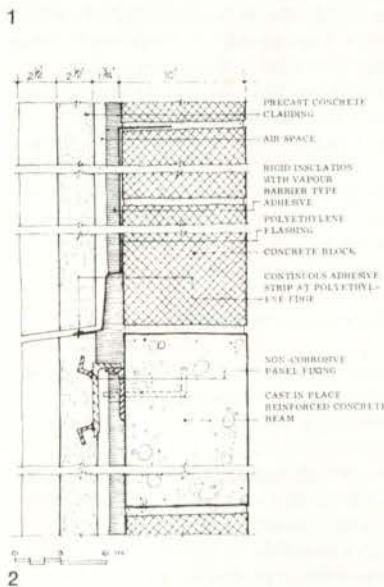 1
PRECAST CONCRETE
CLADDING
AIR SPACE
RIGID INSULATION
WITH VAPOUR
BARRIER TYPE
ADHESIVE
POLYETHYLENE
FLASHING
CONCRETE BLOCK
CONTINUOUS ADHESIVE
STRIP AT POLYETHYL-
ENE EDGE
NON-CORROSIVE
PANEL FIXING
CAST IN PLACE
REINFORCED CONCRETE
BEAM
2